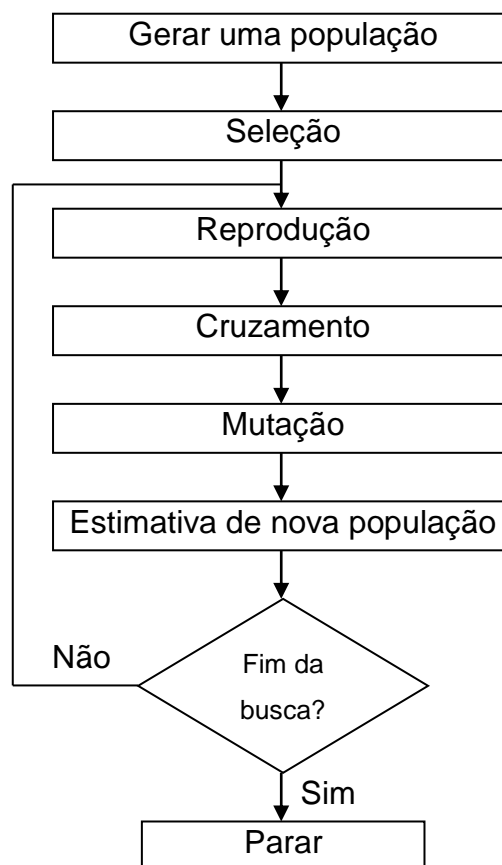 Gerar uma população
Seleção
Reprodução
Cruzamento
Mutação
Estimativa de nova população
Não
Fim da
busca?
Sim
Parar